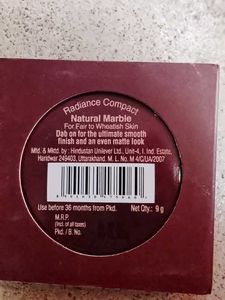 Radiance Compact
Natural Marble
For Fair to Wheatish Skin
Dab on for the ultimate smooth
finish and an even matte look
Mfd. & Mktd. by : Hindustan Unilever Ltd., Unit-4, I. Ind. Estate,
Haridwar 249403, Uttarakhand. M. L. No. M 4/C/UA/2007
Use before 36 months from Pkd. Net Qty.: 9 g
M.R.P.
(Incl. of all taxes)
Pkd. / B. No.